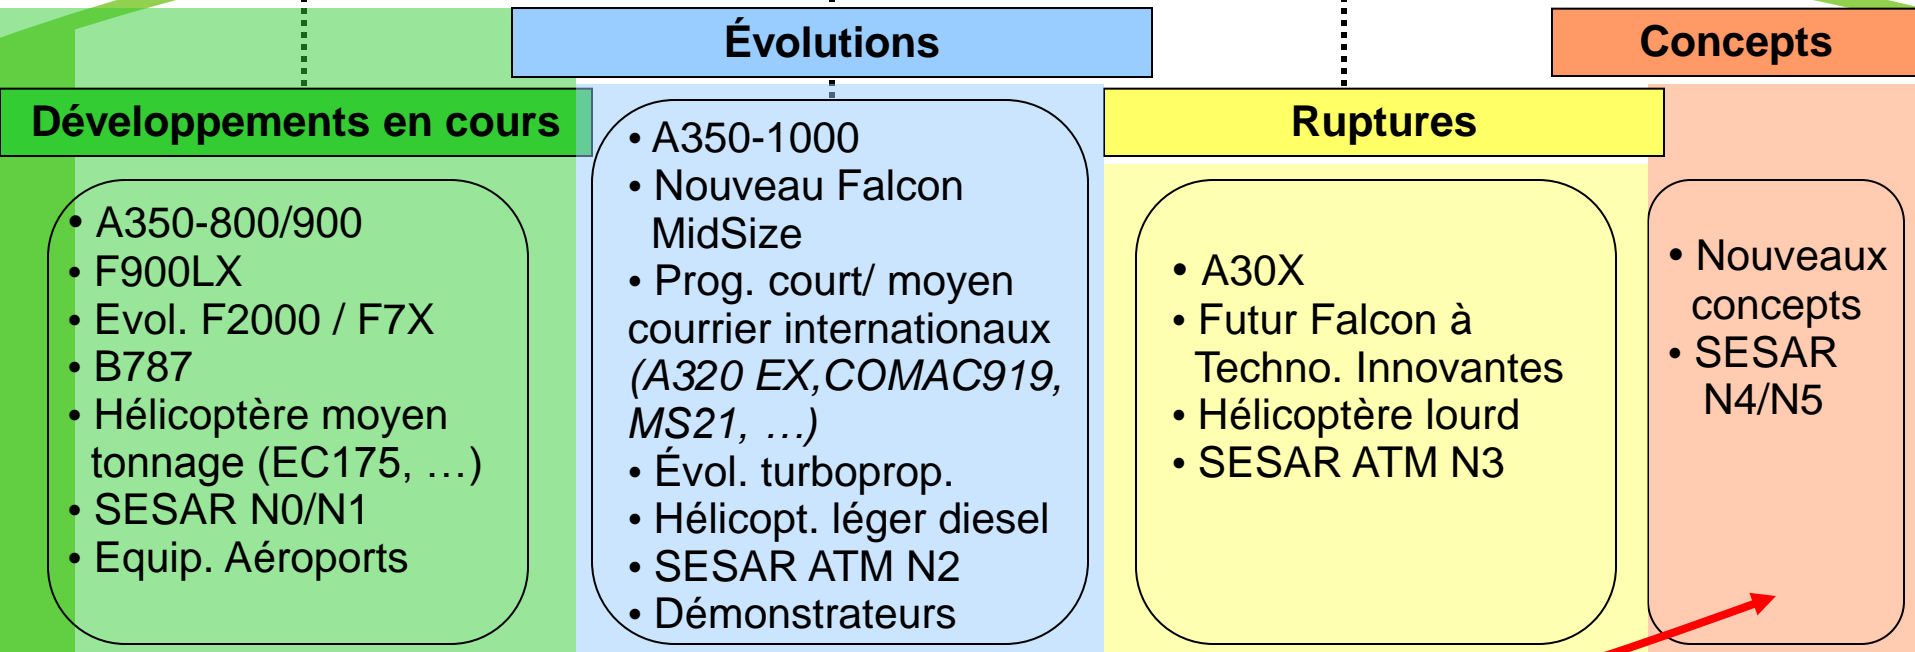 Évolutions
Concepts
Développements en cours
Ruptures
• A350-800/900
• F900LX
• Evol. F2000 / F7X
• B787
• Hélicoptère moyen
tonnage (EC175, …)
• SESAR N0/N1
• Equip. Aéroports
• A350-1000
• Nouveau Falcon
MidSize
• Prog. court/ moyen
courrier internationaux
(A320 EX,COMAC919,
MS21, …)
• Évol. turboprop.
• Hélicopt. léger diesel
• SESAR ATM N2
• Démonstrateurs
• A30X
• Futur Falcon à
Techno. Innovantes
• Hélicoptère lourd
• SESAR ATM N3
• Nouveaux
concepts
• SESAR
N4/N5